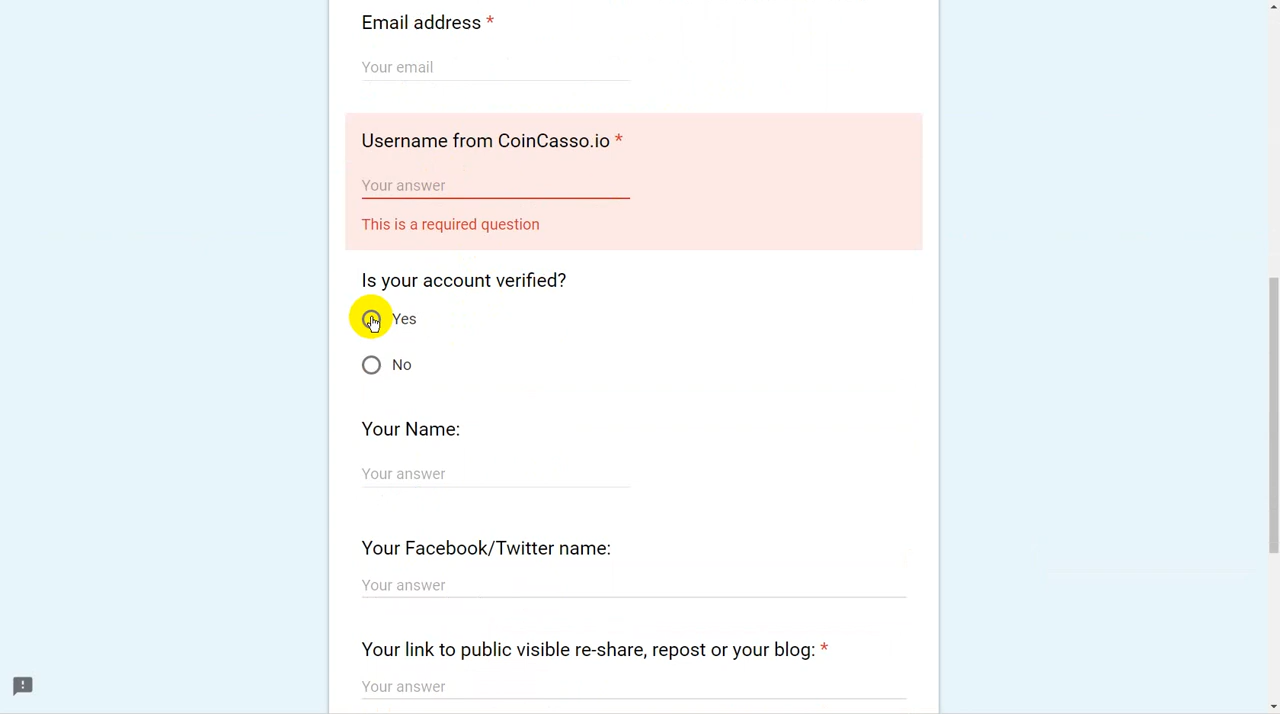 Email address *
Your email
Username from CoinCasso.io *
Your answer
This is a required question
Is your account verified?
Yes
No
Your Name:
Your answer
Your Facebook/Twitter name:
Your answer
Your link to public visible re-share, repost or your blog: *
Your answer